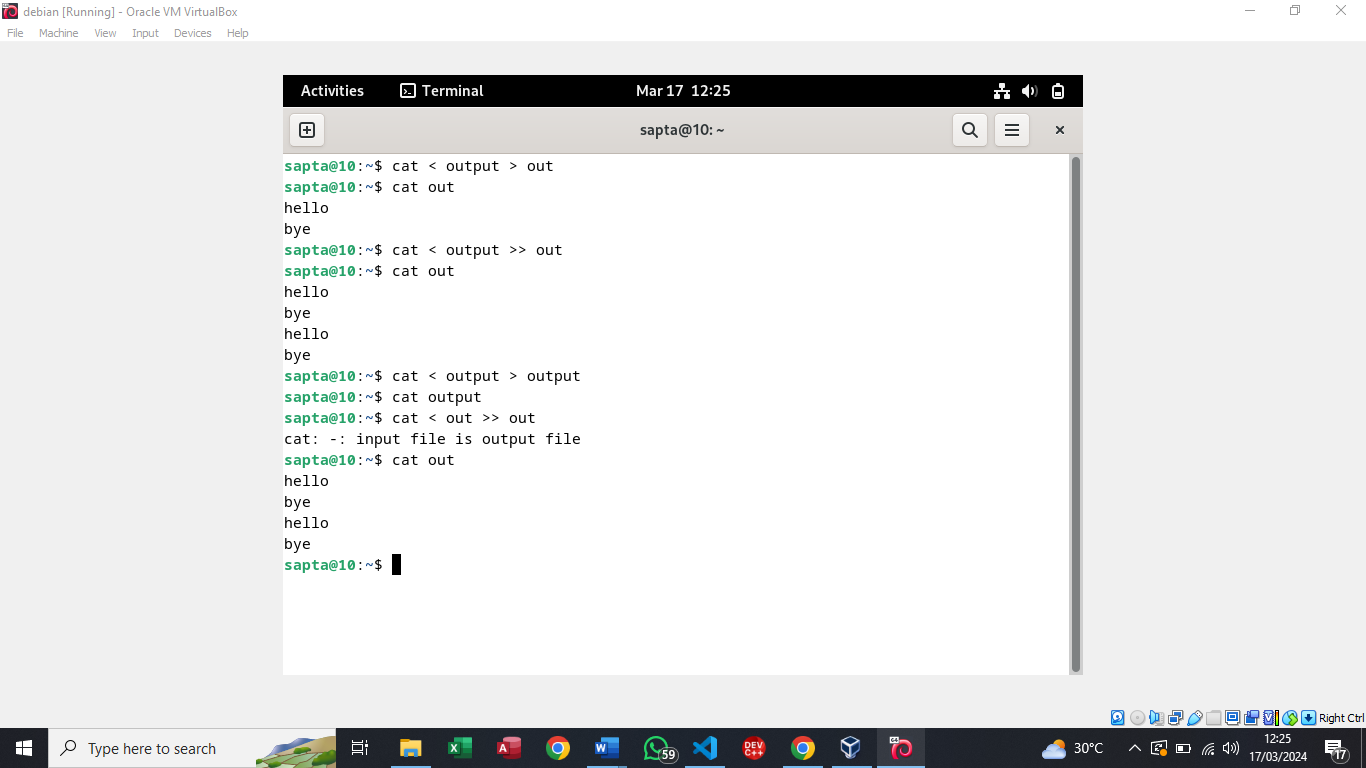 debian [Running] - Oracle VM VirtualBox
File Machine View Input Devices Help
Activities Terminal Mar 17 12:25
sapta@10: ~
sapta@10:~$ cat < output > out
sapta@10:~$ cat out
hello
bye
sapta@10:~$ cat < output >> out
sapta@10:~$ cat out
hello
bye
hello
bye
sapta@10:~$ cat < output > output
sapta@10:~$ cat output
sapta@10:~$ cat < out >> out
cat: -: input file is output file
sapta@10:~$ cat out
hello
bye
hello
bye
sapta@10:~$
Right Ctrl
Type here to search
59
DEV C++
30°C
12:25
17/03/2024
17